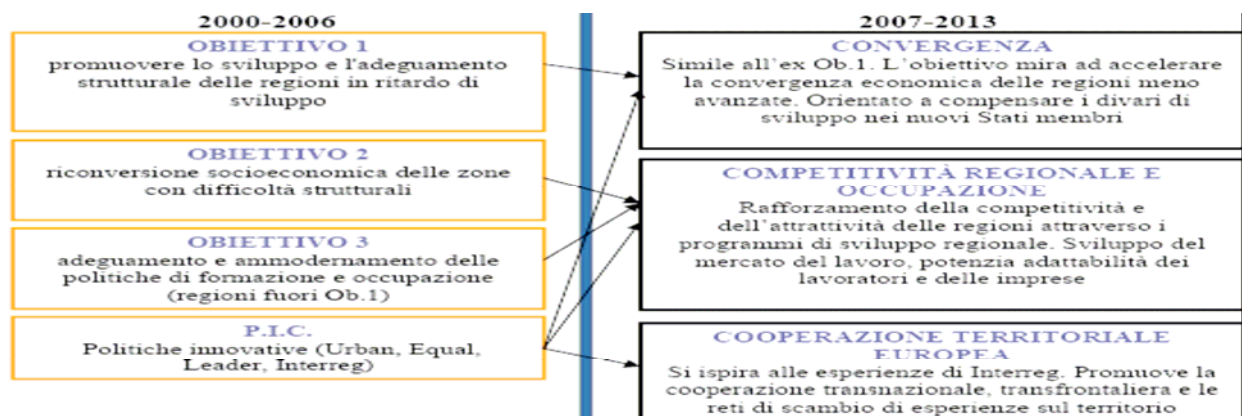 2000-2006
OBIETTIVO 1
promuovere lo sviluppo e l'adeguamento
strutturale delle regioni in ritardo di
sviluppo
OBIETTIVO 2
riconversione socioeconomica delle zone
con difficoltà strutturali
OBIETTIVO 3
adeguamento e ammodernamento delle
politiche di formazione e occupazione
(regioni fuori Ob.1)
P.I.C.
Politiche innovative (Urban, Equal,
Leader, Interreg)
2007-2013
CONVERGENZA
Simile all'ex Ob.1. L'obiettivo mira ad accelerare
la convergenza economica delle regioni meno
avanzate. Orientato a compensare i divari di
sviluppo nei nuovi Stati membri
COMPETITIVITÀ REGIONALE E
OCCUPAZIONE
Rafforzamento della competitività e
dell'attrattività delle regioni attraverso i
programmi di sviluppo regionale. Sviluppo del
mercato del lavoro, potenzia adattabilità dei
lavoratori e delle imprese
COOPERAZIONE TERRITORIALE
EUROPEA
Si ispira alle esperienze di Interreg. Promuove la
cooperazione transnazionale, transfrontaliera e le
reti di scambio di esperienze sul territorio